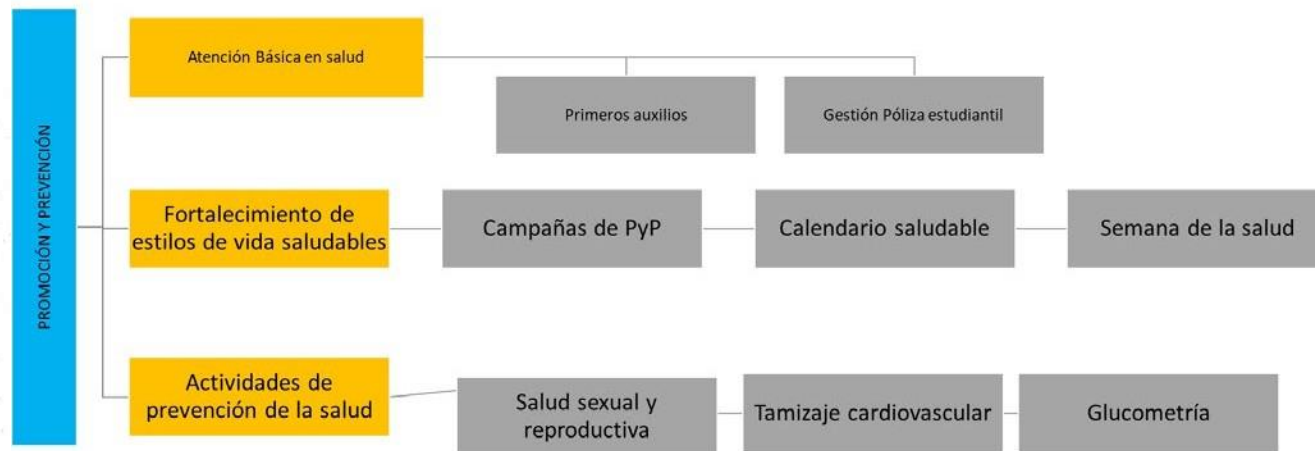 PROMOCIÓN Y PREVENCIÓN
Atención Básica en salud
Primeros auxilios
Gestión Póliza estudiantil
Fortalecimiento de
estilos de vida saludables
Campañas de PyP
Calendario saludable
Semana de la salud
Actividades de
prevención de la salud
Salud sexual y
reproductiva
Tamizaje cardiovascular
Glucometría